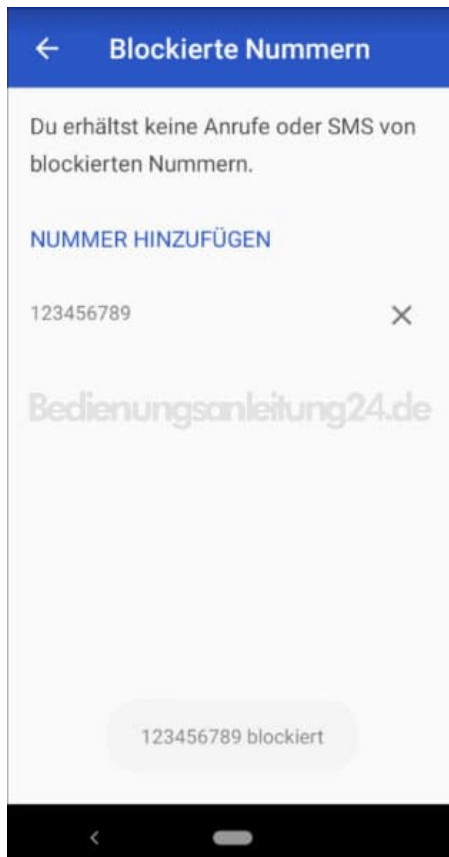 Blockierte Nummern
Du erhältst keine Anrufe oder SMS von
blockierten Nummern.
NUMMER HINZUFÜGEN
123456789
Bedienungsanleitung24.de
123456789 blockiert